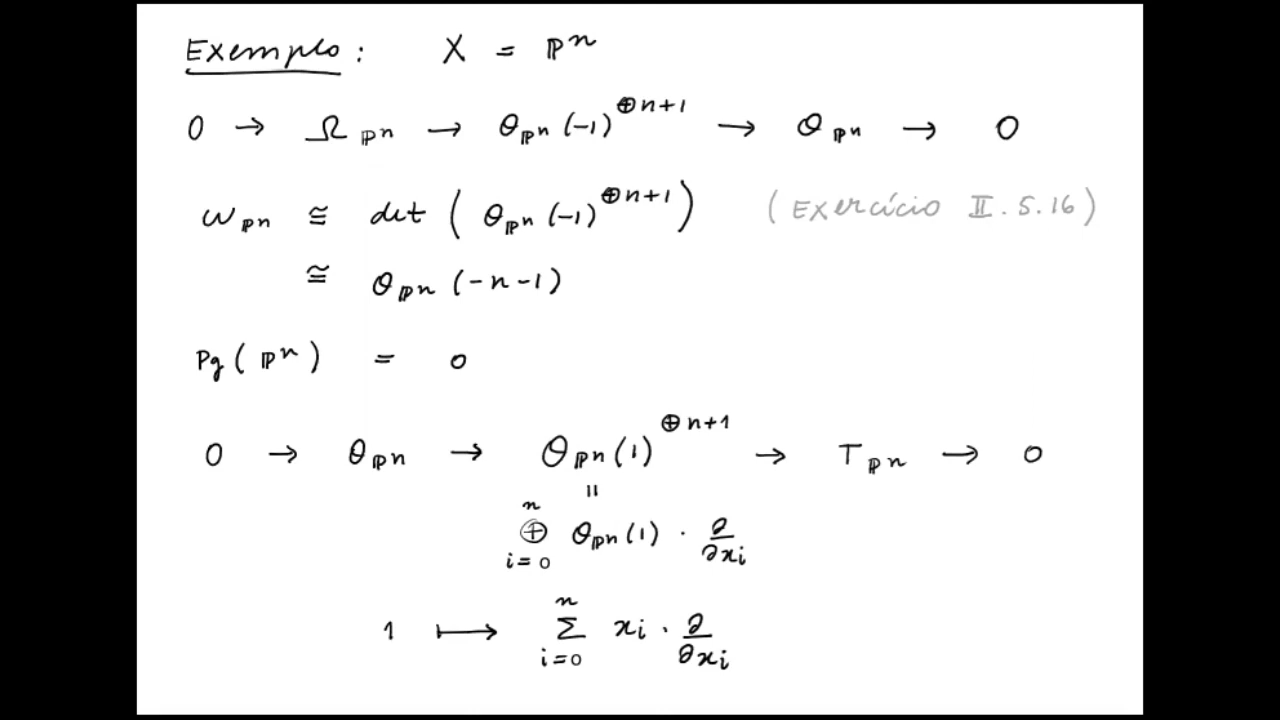 Exemplo : X = ℙⁿ
0 → Ω_ℙⁿ → 𝒪_ℙⁿ(-1)^{⊕n+1} → 𝒪_ℙⁿ → 0
ω_ℙⁿ ≅ det ( 𝒪_ℙⁿ(-1)^{⊕n+1} ) (Exercício II.5.16)
≅ 𝒪_ℙⁿ(-n-1)
Pg(ℙⁿ) = 0
0 → 𝒪_ℙⁿ → 𝒪_ℙⁿ(1)^{⊕n+1} → T_ℙⁿ → 0
=
⊕_{i=0}^{n} 𝒪_ℙⁿ(1) · ∂/∂x_i
1 ⟼ Σ_{i=0}^{n} x_i · ∂/∂x_i